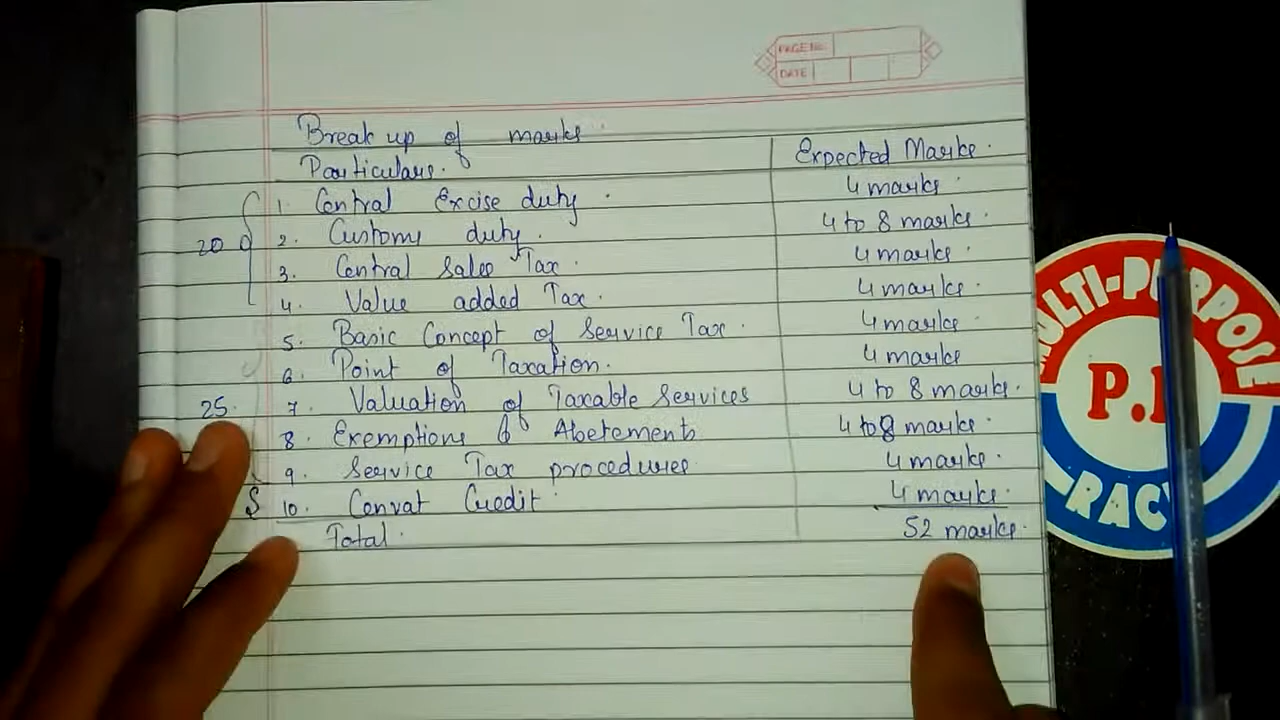 PAGE No.
DATE
Break up of marks.
Particulars. Expected Marks.
1. Central Excise duty. 4 marks.
20 2. Customs duty. 4 to 8 marks.
3. Central Sales Tax. 4 marks.
4. Value added Tax. 4 marks.
5. Basic Concept of Service Tax. 4 marks.
6. Point of Taxation. 4 marks
25. 7. Valuation of Taxable Services 4 to 8 marks.
8. Exemptions & Abetements 4 to 8 marks.
9. Service Tax procedures 4 marks.
10. Cenvat Credit. 4 marks.
Total. 52 marks.
MULTI-PURPOSE
P.
RAC